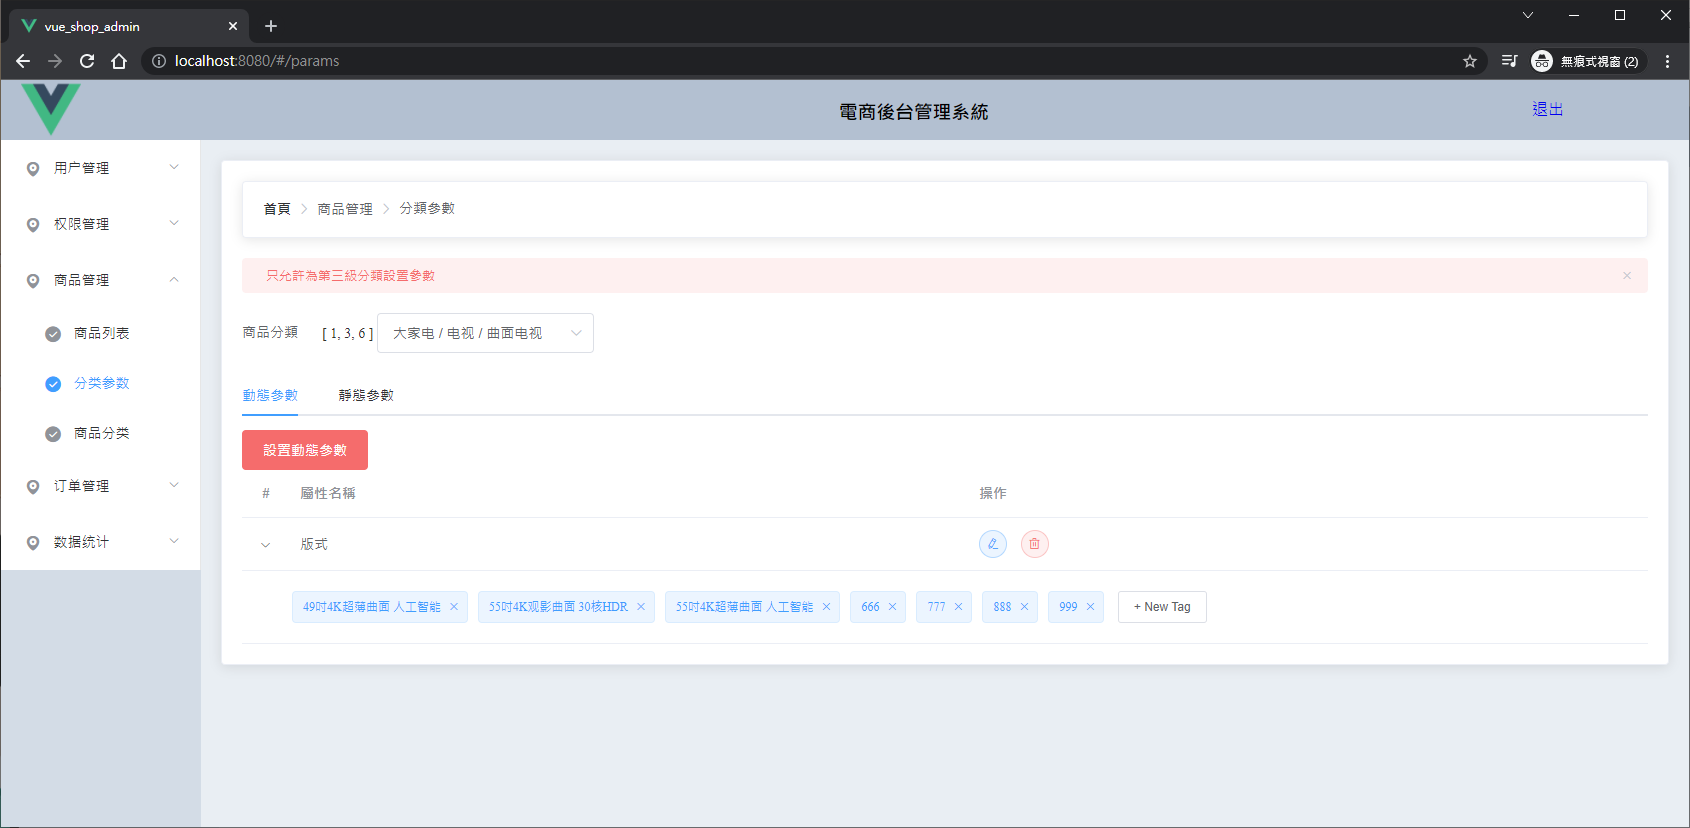 vue_shop_admin
localhost:8080/#/params
無痕式視窗 (2)
電商後台管理系統
退出
用户管理
权限管理
商品管理
商品列表
分类参数
商品分类
订单管理
数据统计
首頁 > 商品管理 > 分類參數
只允許為第三級分類設置參數
商品分類 [ 1, 3, 6 ] 大家电 / 电视 / 曲面电视
動態參數 靜態參數
設置動態參數
# 屬性名稱 操作
版式
49吋4K超薄曲面 人工智能 55吋4K观影曲面 30核HDR 55吋4K超薄曲面 人工智能 666 777 888 999 + New Tag